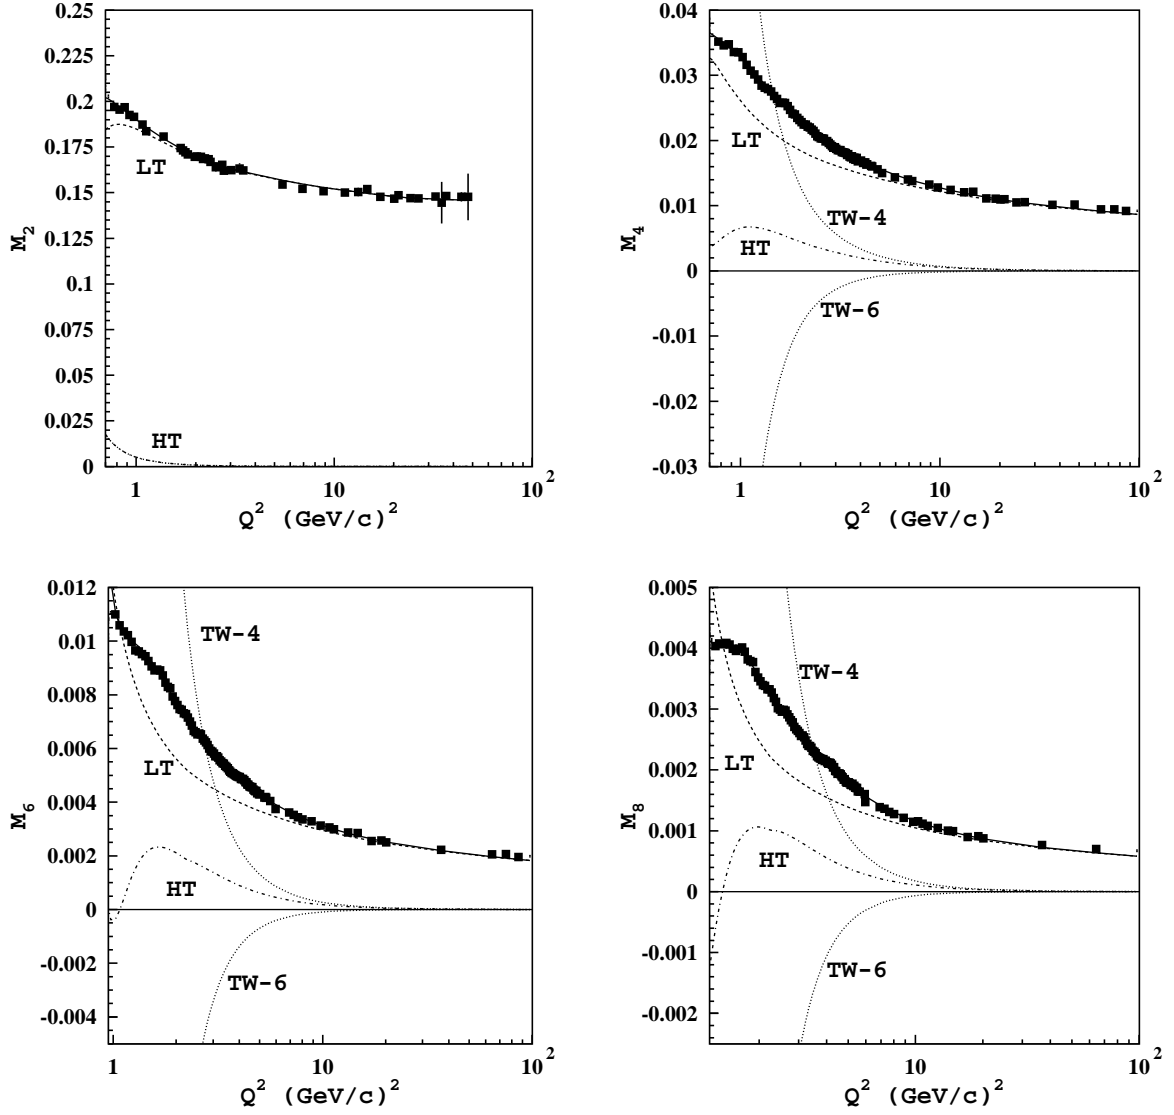 0.25
0.225
0.2
0.175
0.15
0.125
0.1
0.075
0.05
0.025
0
M2
LT
HT
1 10 10^2
Q^2 (GeV/c)^2
0.04
0.03
0.02
0.01
0
-0.01
-0.02
-0.03
M4
LT
TW-4
HT
TW-6
1 10 10^2
Q^2 (GeV/c)^2
0.012
0.01
0.008
0.006
0.004
0.002
0
-0.002
-0.004
M6
TW-4
LT
HT
TW-6
1 10 10^2
Q^2 (GeV/c)^2
0.005
0.004
0.003
0.002
0.001
0
-0.001
-0.002
M8
TW-4
LT
HT
TW-6
10 10^2
Q^2 (GeV/c)^2